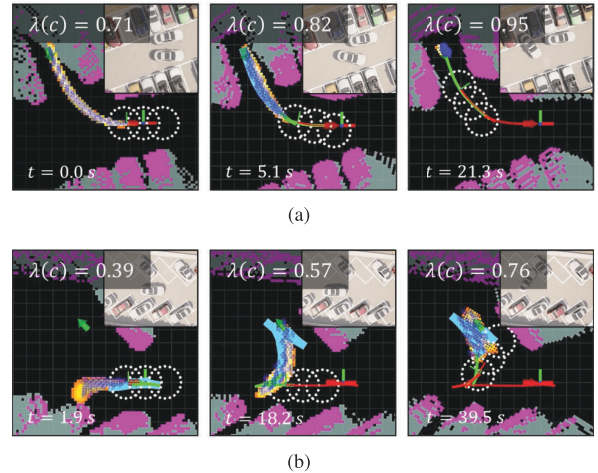 λ(c) = 0.71
t = 0.0 s
λ(c) = 0.82
t = 5.1 s
λ(c) = 0.95
t = 21.3 s
(a)
λ(c) = 0.39
t = 1.9 s
λ(c) = 0.57
t = 18.2 s
λ(c) = 0.76
t = 39.5 s
(b)